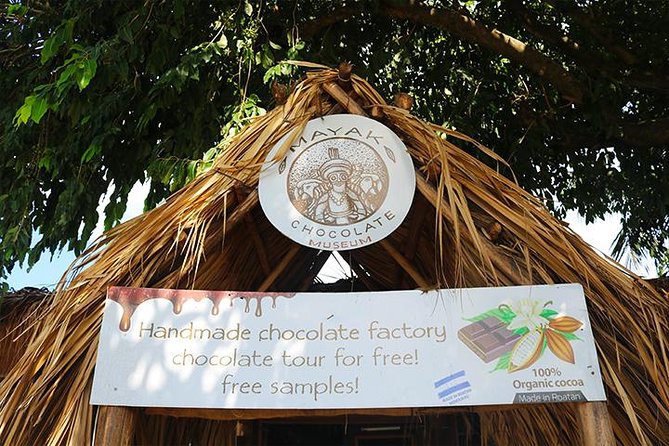 MAYAK
CHOCOLATE
MUSEUM
Handmade chocolate factory
chocolate tour for free!
free samples!
100%
Organic cocoa
Made in Roatan